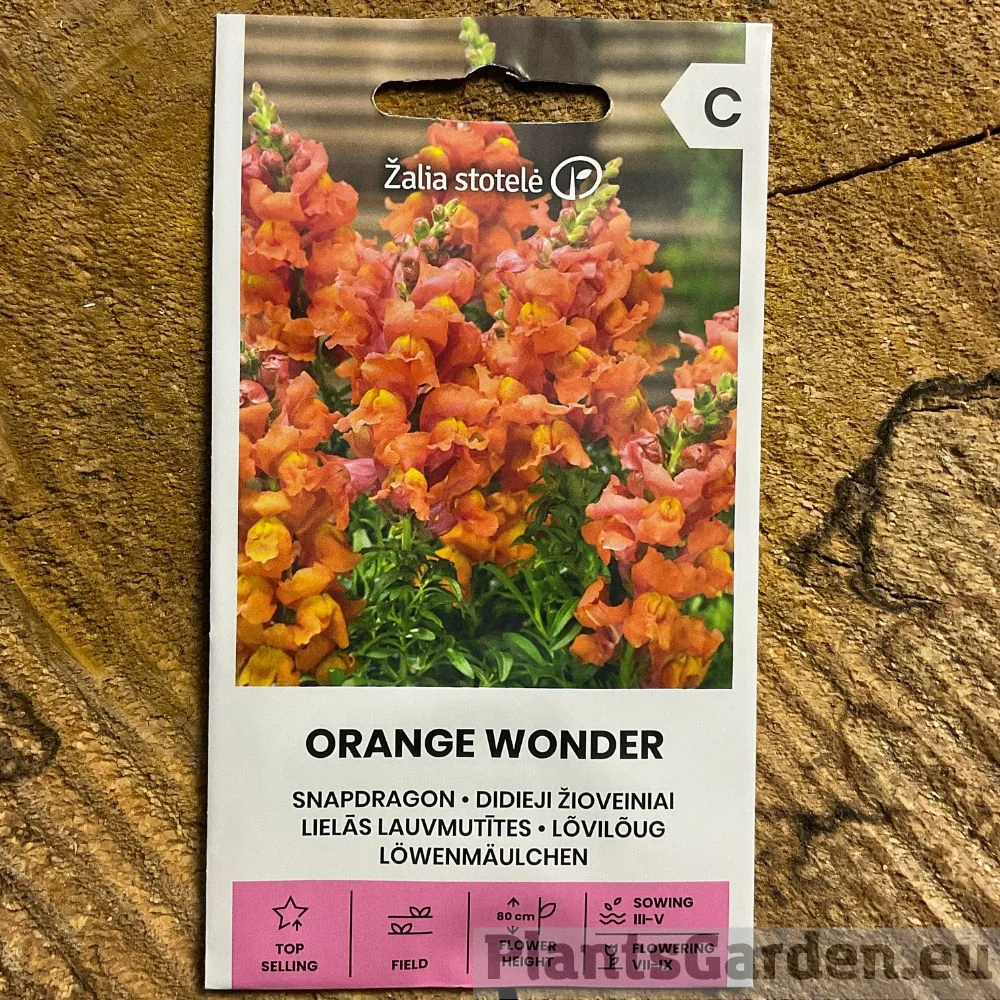 C
Žalia stotelė
ORANGE WONDER
SNAPDRAGON • DIDIEJI ŽIOVEINIAI
LIELĀS LAUVMUTĪTES • LÕVILÕUG
LÖWENMÄULCHEN
TOP
SELLING
FIELD
80 cm
FLOWER
HEIGHT
SOWING
III-V
FLOWERING
VII-IX
PlantsGarden.eu